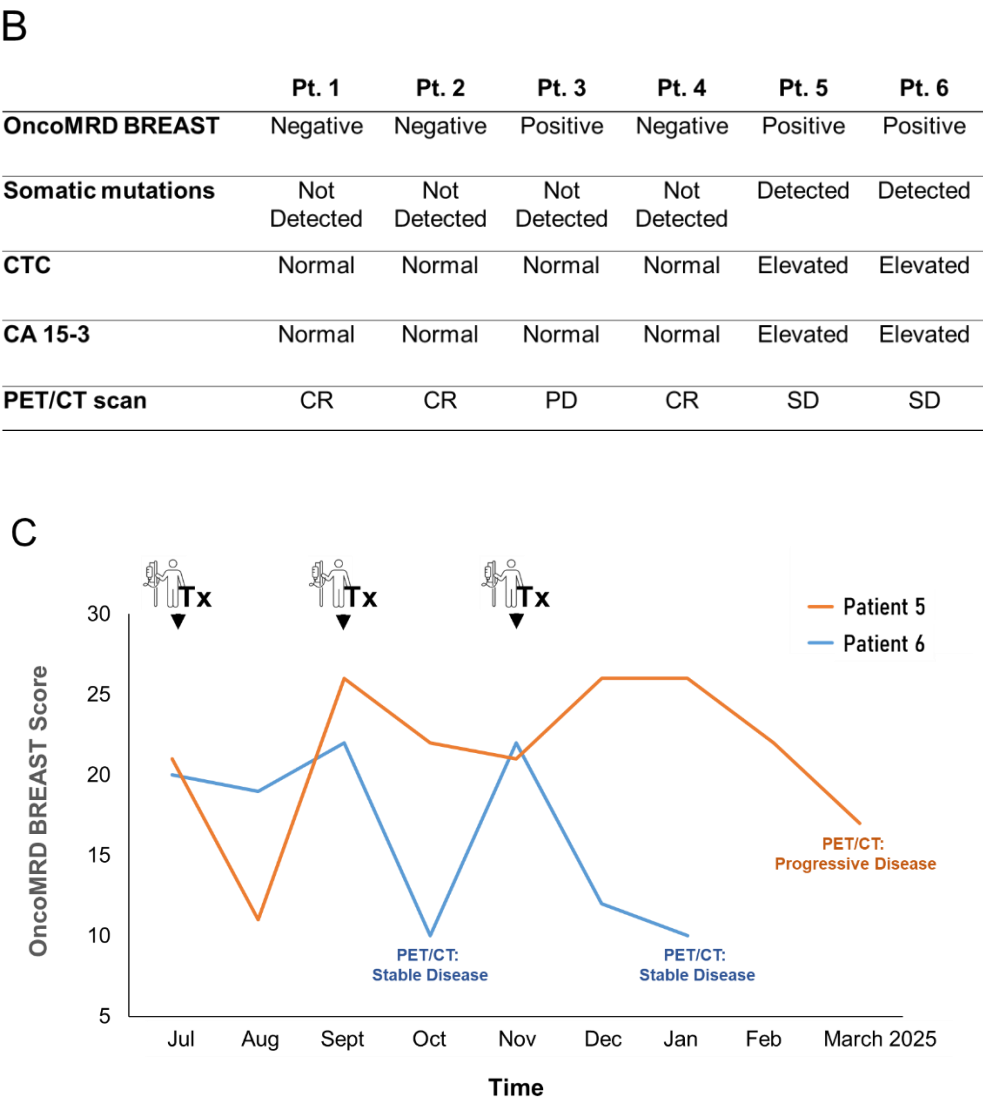 B
Pt. 1 Pt. 2 Pt. 3 Pt. 4 Pt. 5 Pt. 6
OncoMRD BREAST Negative Negative Positive Negative Positive Positive
Somatic mutations Not Detected Not Detected Not Detected Not Detected Detected Detected
CTC Normal Normal Normal Normal Elevated Elevated
CA 15-3 Normal Normal Normal Normal Elevated Elevated
PET/CT scan CR CR PD CR SD SD
C
Tx Tx Tx
Patient 5
Patient 6
OncoMRD BREAST Score
30
25
20
15
10
5
PET/CT:
Progressive Disease
PET/CT:
Stable Disease
PET/CT:
Stable Disease
Jul Aug Sept Oct Nov Dec Jan Feb March 2025
Time